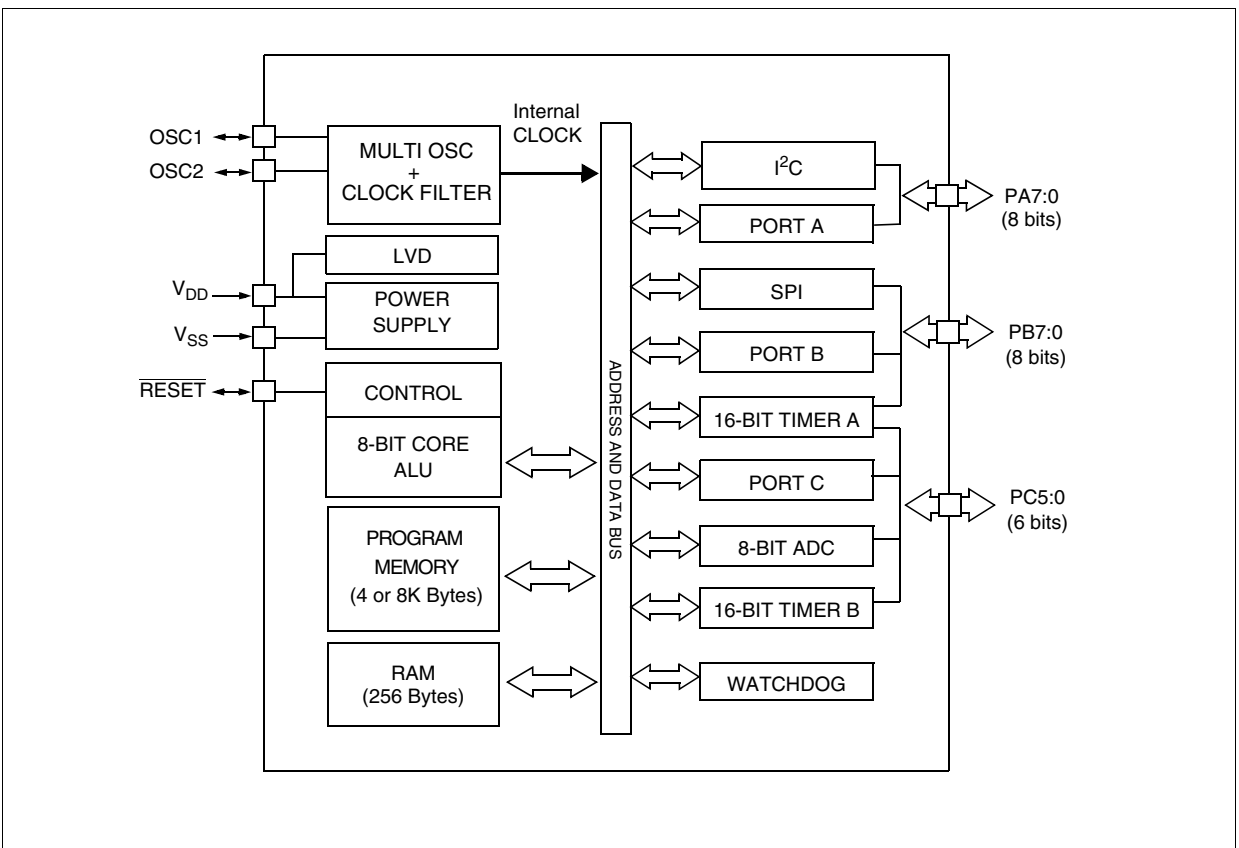 OSC1
OSC2
V_DD
V_SS
RESET
MULTI OSC
+
CLOCK FILTER
Internal
CLOCK
LVD
POWER
SUPPLY
CONTROL
8-BIT CORE
ALU
PROGRAM
MEMORY
(4 or 8K Bytes)
RAM
(256 Bytes)
ADDRESS AND DATA BUS
I²C
PORT A
SPI
PORT B
16-BIT TIMER A
PORT C
8-BIT ADC
16-BIT TIMER B
WATCHDOG
PA7:0
(8 bits)
PB7:0
(8 bits)
PC5:0
(6 bits)